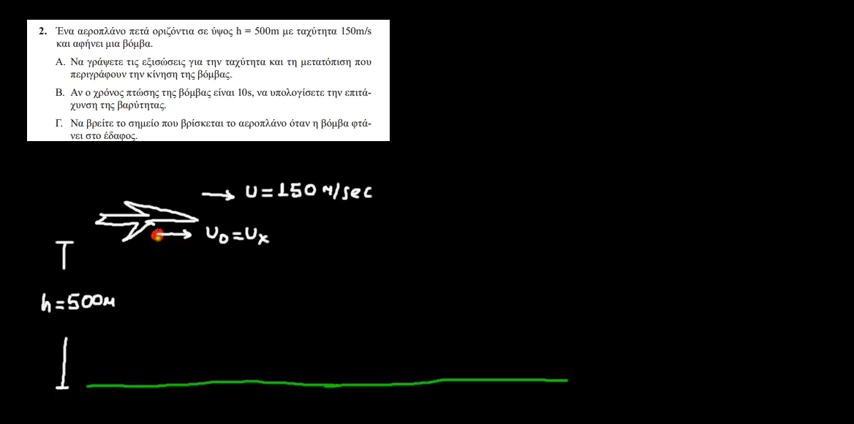 2. Ένα αεροπλάνο πετά οριζόντια σε ύψος h = 500m με ταχύτητα 150m/s
και αφήνει μια βόμβα.
Α. Να γράψετε τις εξισώσεις για την ταχύτητα και τη μετατόπιση που
περιγράφουν την κίνηση της βόμβας.
Β. Αν ο χρόνος πτώσης της βόμβας είναι 10s, να υπολογίσετε την επιτά-
χυνση της βαρύτητας.
Γ. Να βρείτε το σημείο που βρίσκεται το αεροπλάνο όταν η βόμβα φτά-
νει στο έδαφος.
→ υ=150 м/sec
υ₀=υₓ
h=500м